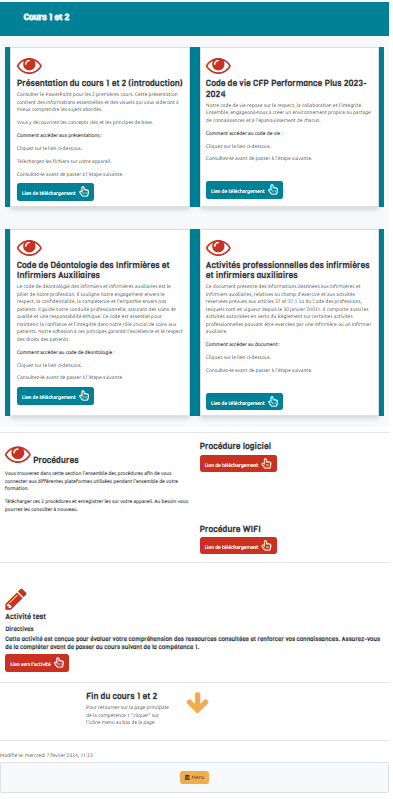 Cours 1 et 2
Présentation du cours 1 et 2 (introduction)
Consulter le PowerPoint pour les 2 premières cours. Cette présentation
contient des informations essentielles et des visuels qui vous aideront à
mieux comprendre les sujets abordés.
Vous y découvrirez les concepts clés et les principes de base.
Comment accéder aux présentations :
Cliquez sur le lien ci-dessous.
Téléchargez les fichiers sur votre appareil.
Consultez-le avant de passer à l'étape suivante.
Lien de téléchargement
Code de vie CFP Performance Plus 2023-
2024
Notre code de vie repose sur le respect, la collaboration et l'intégrité.
Ensemble, engageons-nous à créer un environnement propice au partage
de connaissances et à l'épanouissement de chacun.
Comment accéder au code de vie :
Cliquez sur le lien ci-dessous.
Consultez-le avant de passer à l'étape suivante.
Lien de téléchargement
Code de Déontologie des Infirmières et
Infirmiers Auxiliaires
Le code de déontologie des infirmiers et infirmières auxiliaires est le
pilier de notre profession. Il souligne notre engagement envers le
respect, la confidentialité, la compétence et l'empathie envers nos
patients. Il guide notre conduite professionnelle, assurant des soins de
qualité et une responsabilité éthique. Ce code est essentiel pour
maintenir la confiance et l'intégrité dans notre rôle crucial de soins aux
patients. Notre adhésion à ces principes garantit l'excellence et le respect
des droits des patients.
Comment accéder au code de déontologie :
Cliquez sur le lien ci-dessous.
Consultez-le avant de passer à l'étape suivante.
Lien de téléchargement
Activités professionnelles des infirmières
et infirmiers auxiliaires
Ce document présente des informations destinées aux infirmières et
infirmiers auxiliaires, relatives au champ d'exercice et aux activités
réservées prévues aux articles 37 et 37.1 5o du Code des professions,
lesquels sont en vigueur depuis le 30 janvier 20031. Il comporte aussi les
activités autorisées en vertu du Règlement sur certaines activités
professionnelles pouvant être exercées par une infirmière ou un infirmier
auxiliaire.
Comment accéder au document :
Cliquez sur le lien ci-dessous.
Consultez-le avant de passer à l'étape suivante.
Lien de téléchargement
Procédures
Vous trouverez dans cette section l'ensemble des procédures afin de vous
connecter aux différentes plateformes utilisées pendant l'ensemble de votre
formation.
Télécharger ces 2 procédures et enregistrer les sur votre appareil. Au besoin vous
pourrez les consulter à nouveau.
Procédure logiciel
Lien de téléchargement
Procédure WIFI
Lien de téléchargement
Activité test
Directives
Cette activité est conçue pour évaluer votre compréhension des ressources consultées et renforcer vos connaissances. Assurez-vous
de la compléter avant de passer au cours suivant de la compétence 1.
Lien vers l'activité
Fin du cours 1 et 2
Pour retourner sur la page principale
de la compétence 1 "cliquer" sur
l'icône menu au bas de la page
Modifié le: mercredi 7 février 2024, 11:33
Menu